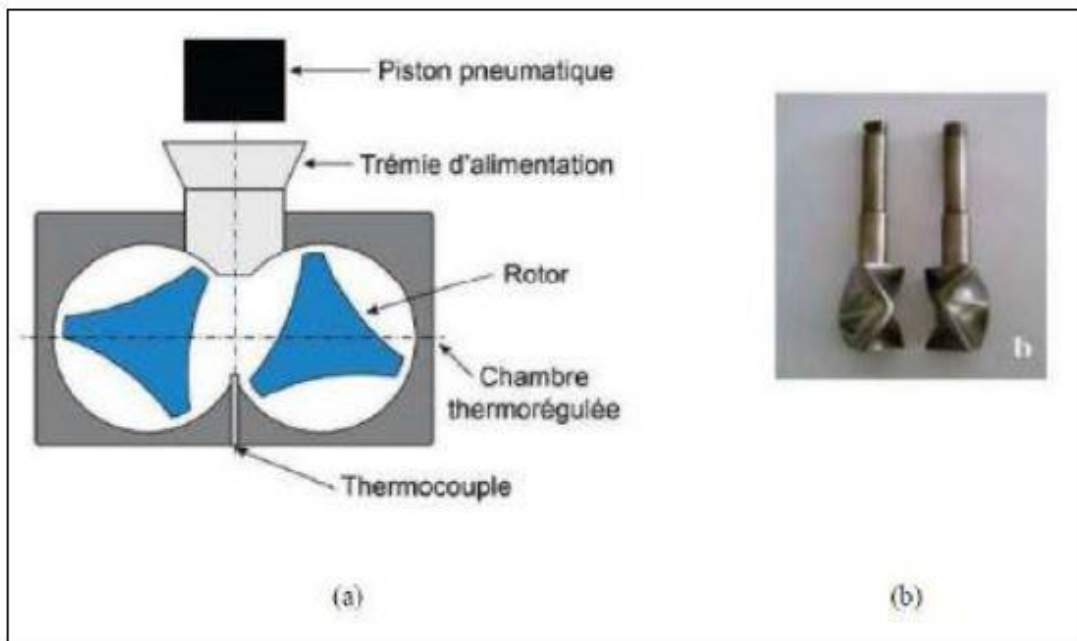 Piston pneumatique
Trémie d'alimentation
Rotor
Chambre
thermorégulée
Thermocouple
b
(a)
(b)